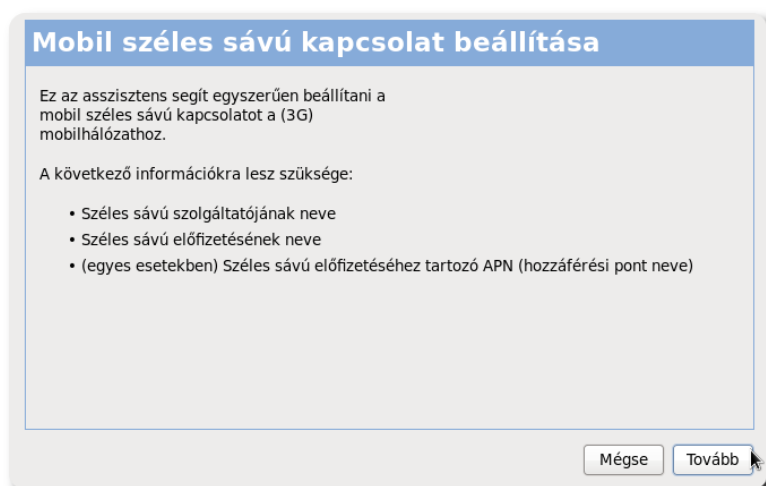 Mobil széles sávú kapcsolat beállítása
Ez az asszisztens segít egyszerűen beállítani a
mobil széles sávú kapcsolatot a (3G)
mobilhálózathoz.
A következő információkra lesz szüksége:
• Széles sávú szolgáltatójának neve
• Széles sávú előfizetésének neve
• (egyes esetekben) Széles sávú előfizetéséhez tartozó APN (hozzáférési pont neve)
Mégse
Tovább